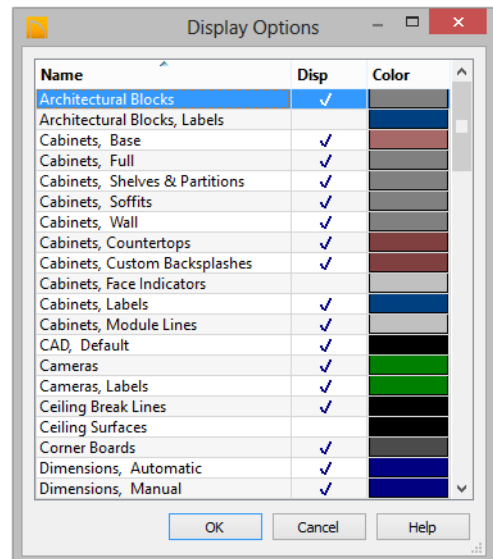 Display Options
Name Disp Color
Architectural Blocks
Architectural Blocks, Labels
Cabinets,  Base
Cabinets,  Full
Cabinets,  Shelves & Partitions
Cabinets,  Soffits
Cabinets,  Wall
Cabinets, Countertops
Cabinets, Custom Backsplashes
Cabinets, Face Indicators
Cabinets, Labels
Cabinets, Module Lines
CAD,  Default
Cameras
Cameras, Labels
Ceiling Break Lines
Ceiling Surfaces
Corner Boards
Dimensions,  Automatic
Dimensions,  Manual
OK Cancel Help